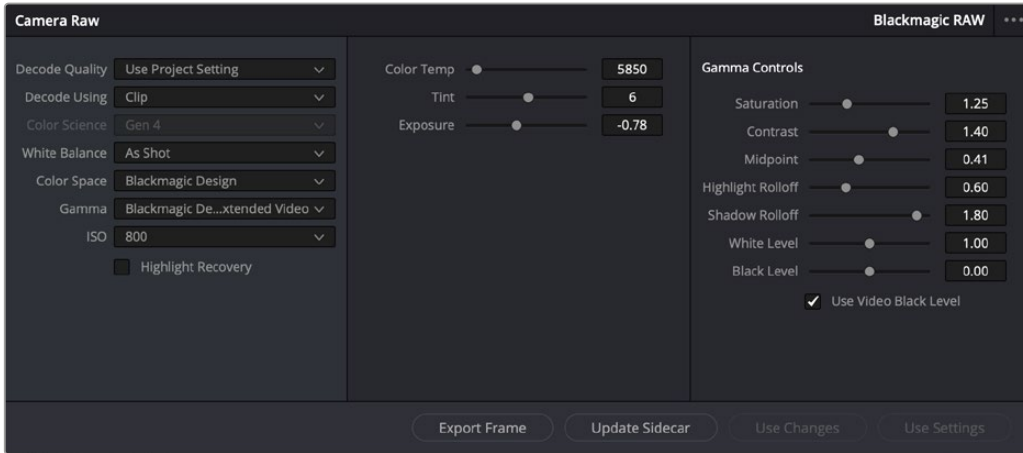 Camera Raw
Blackmagic RAW
Decode Quality Use Project Setting
Decode Using Clip
Color Science Gen 4
White Balance As Shot
Color Space Blackmagic Design
Gamma Blackmagic De...xtended Video
ISO 800
Highlight Recovery
Color Temp 5850
Tint 6
Exposure -0.78
Gamma Controls
Saturation 1.25
Contrast 1.40
Midpoint 0.41
Highlight Rolloff 0.60
Shadow Rolloff 1.80
White Level 1.00
Black Level 0.00
Use Video Black Level
Export Frame
Update Sidecar
Use Changes
Use Settings